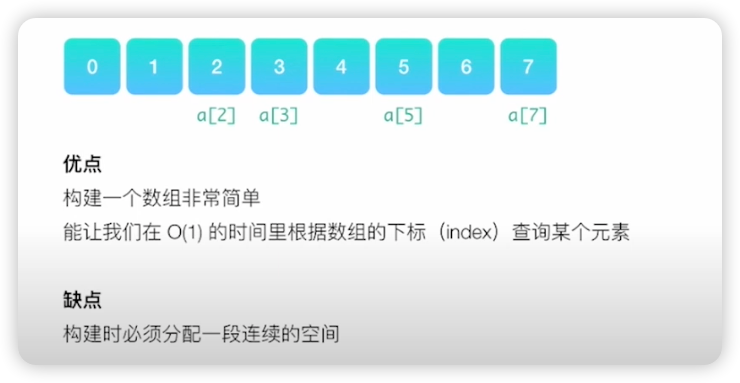 0 1 2 3 4 5 6 7
a[2] a[3] a[5] a[7]
优点
构建一个数组非常简单
能让我们在 O(1) 的时间里根据数组的下标（index）查询某个元素
缺点
构建时必须分配一段连续的空间